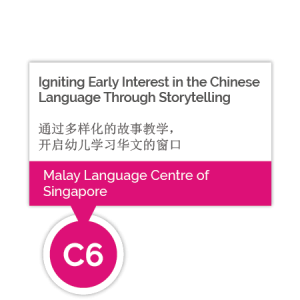 Igniting Early Interest in the Chinese
Language Through Storytelling
通过多样化的故事教学，
开启幼儿学习华文的窗口
Malay Language Centre of
Singapore
C6